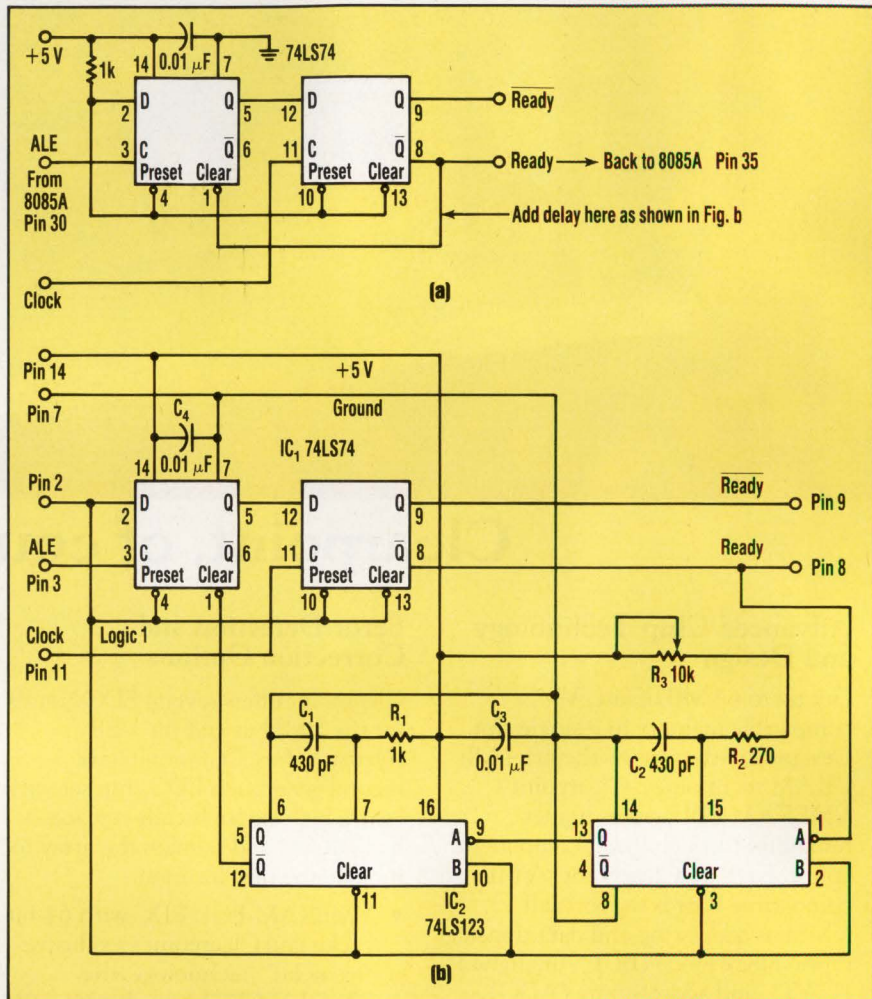 +5 V
1k
14
0.01 µF
7
74LS74
2
D
Q
5
12
D
Q
9
R̅e̅a̅d̅y̅
ALE
From
8085A
Pin 30
3
C
Q̅
6
11
C
Q̅
8
Ready
Back to 8085A Pin 35
Preset
Clear
Preset
Clear
4
1
10
13
Add delay here as shown in Fig. b
Clock
(a)
Pin 14
+5 V
Pin 7
Ground
C4
0.01 µF
14
7
IC1 74LS74
Pin 2
2
D
Q
5
12
D
Q
9
R̅e̅a̅d̅y̅
Pin 9
ALE
Pin 3
3
C
Q̅
6
11
C
Q̅
8
Ready
Pin 8
Preset
Clear
Preset
Clear
4
1
10
13
Logic 1
Clock
Pin 11
R3 10k
C1
430 pF
R1
1k
C3
0.01 µF
C2 430 pF
R2 270
6
7
16
14
15
5
Q
A
9
13
Q
A
1
12
Q̅
B
10
4
Q̅
B
2
Clear
8
Clear
11
IC2
74LS123
3
(b)